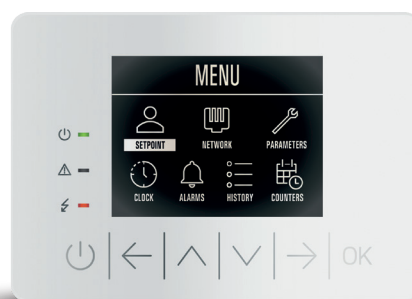 MENU
SETPOINT NETWORK PARAMETERS
CLOCK ALARMS HISTORY COUNTERS
OK